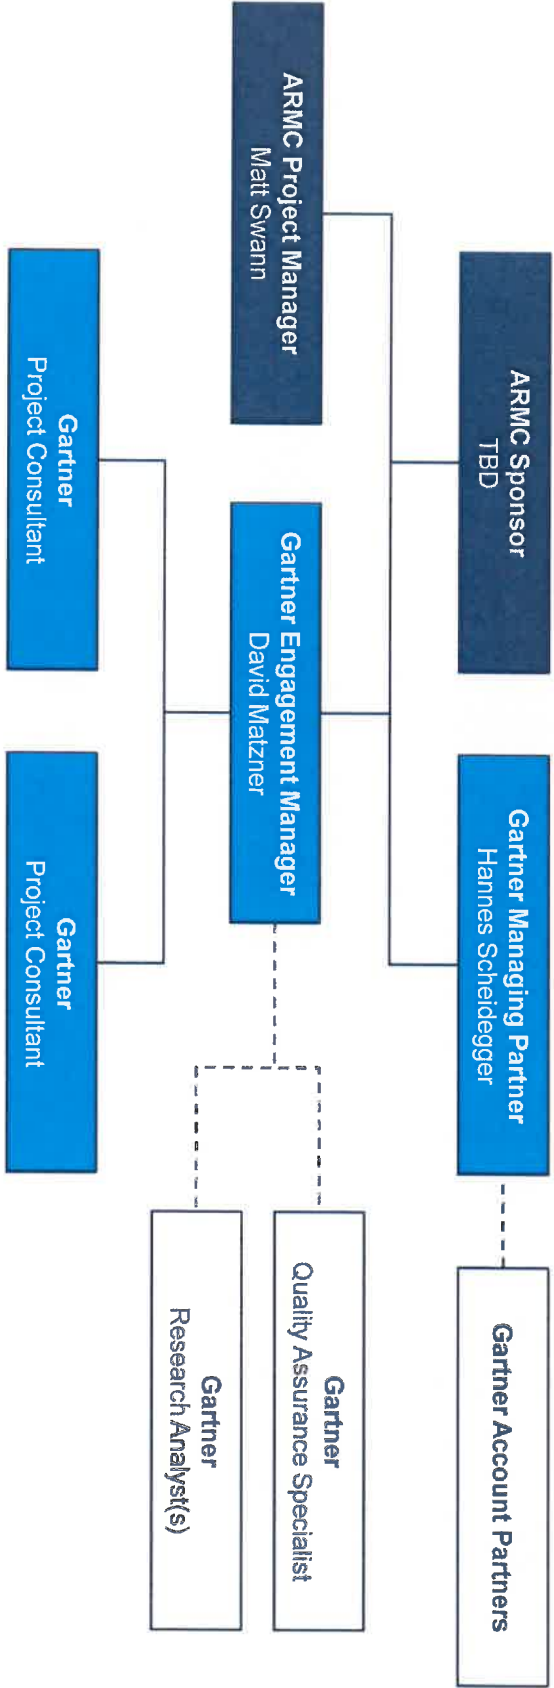 ARMC Sponsor
TBD
Gartner Managing Partner
Hannes Scheidegger
Gartner Account Partners
ARMC Project Manager
Matt Swann
Gartner Engagement Manager
David Matzner
Gartner
Quality Assurance Specialist
Gartner
Research Analyst(s)
Gartner
Project Consultant
Gartner
Project Consultant